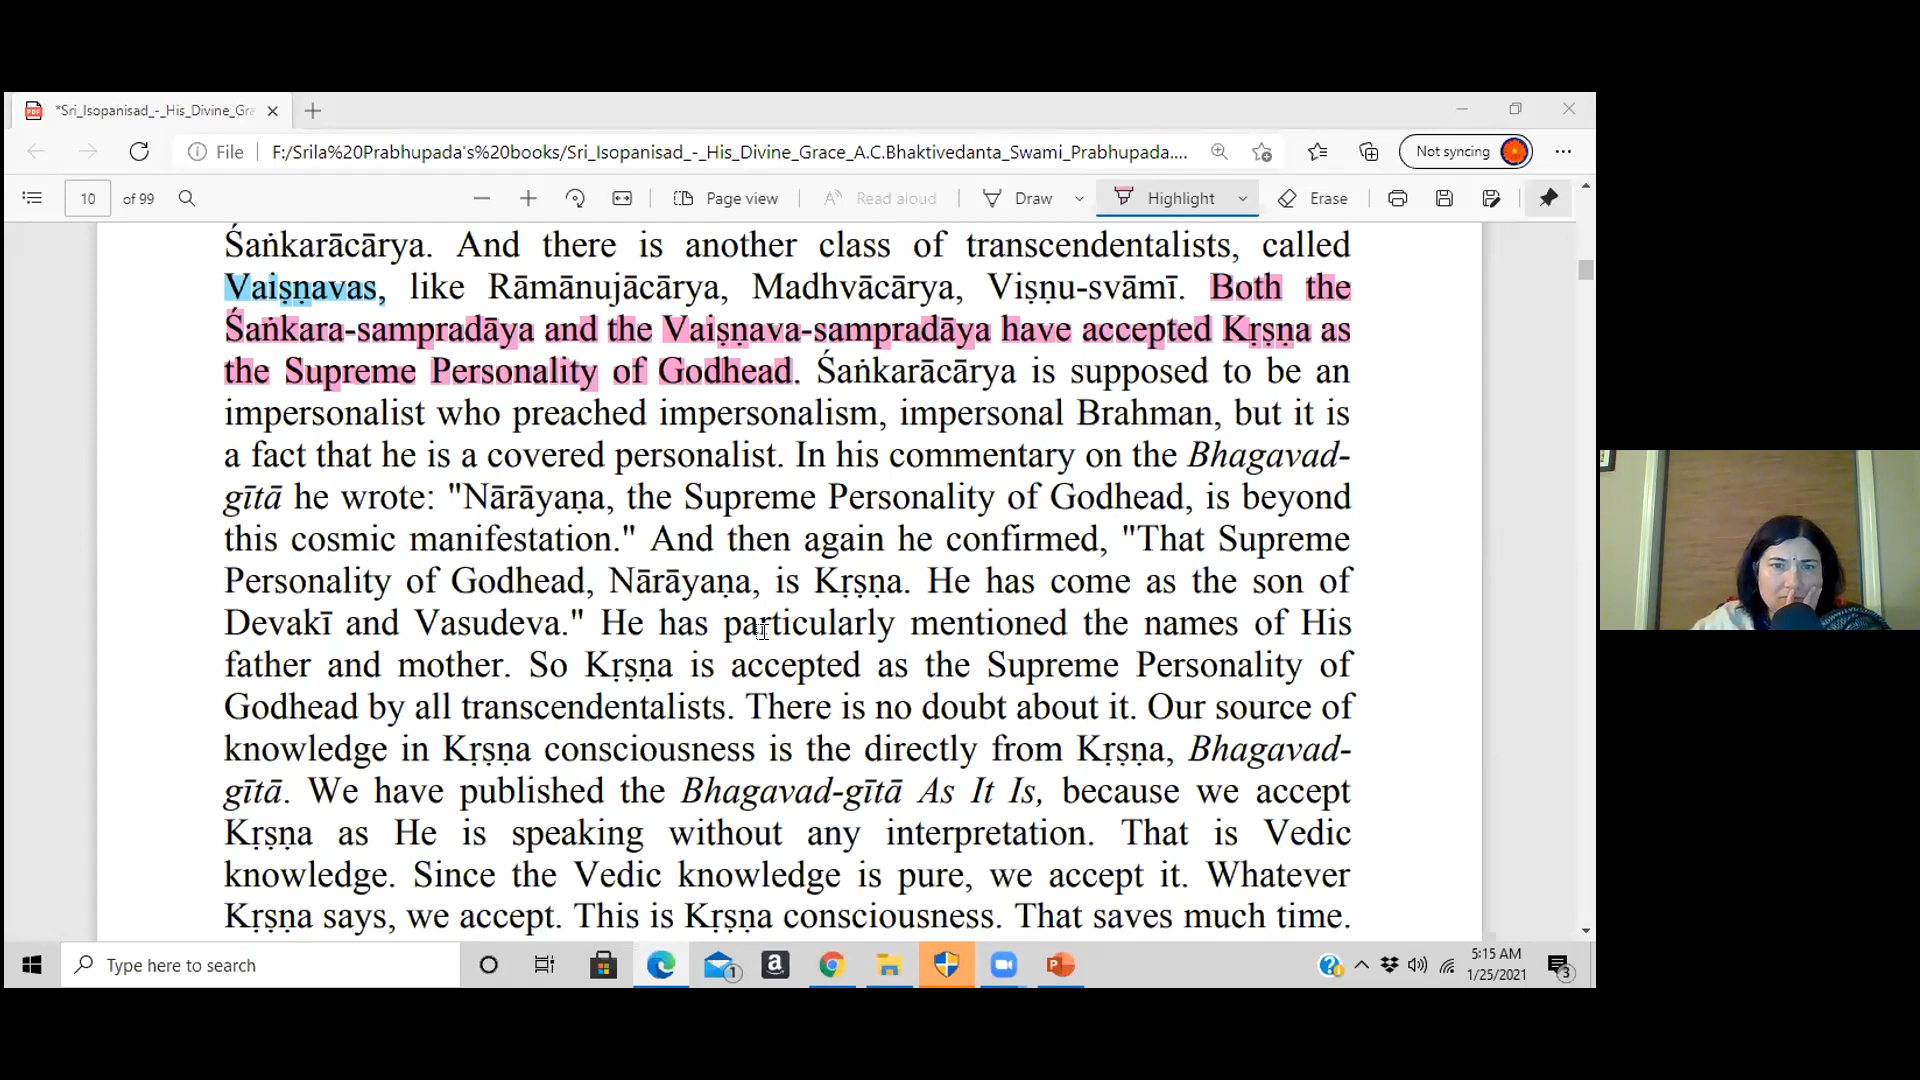 *Sri_Isopanisad_-_His_Divine_Gra
File F:/Srila%20Prabhupada's%20books/Sri_Isopanisad_-_His_Divine_Grace_A.C.Bhaktivedanta_Swami_Prabhupada.... Not syncing
10 of 99 Page view Read aloud Draw Highlight Erase
Śaṅkarācārya. And there is another class of transcendentalists, called
Vaiṣṇavas, like Rāmānujācārya, Madhvācārya, Viṣṇu-svāmī. Both the
Śaṅkara-sampradāya and the Vaiṣṇava-sampradāya have accepted Kṛṣṇa as
the Supreme Personality of Godhead. Śaṅkarācārya is supposed to be an
impersonalist who preached impersonalism, impersonal Brahman, but it is
a fact that he is a covered personalist. In his commentary on the Bhagavad-
gītā he wrote: "Nārāyaṇa, the Supreme Personality of Godhead, is beyond
this cosmic manifestation." And then again he confirmed, "That Supreme
Personality of Godhead, Nārāyaṇa, is Kṛṣṇa. He has come as the son of
Devakī and Vasudeva." He has particularly mentioned the names of His
father and mother. So Kṛṣṇa is accepted as the Supreme Personality of
Godhead by all transcendentalists. There is no doubt about it. Our source of
knowledge in Kṛṣṇa consciousness is the directly from Kṛṣṇa, Bhagavad-
gītā. We have published the Bhagavad-gītā As It Is, because we accept
Kṛṣṇa as He is speaking without any interpretation. That is Vedic
knowledge. Since the Vedic knowledge is pure, we accept it. Whatever
Kṛṣṇa says, we accept. This is Kṛṣṇa consciousness. That saves much time.
Type here to search
5:15 AM
1/25/2021